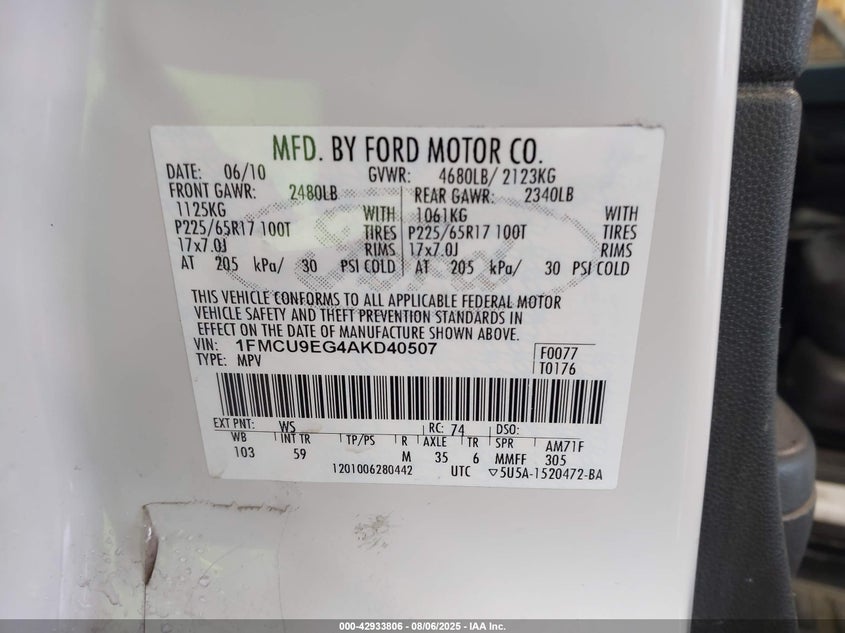 MFD. BY FORD MOTOR CO.
DATE: 06/10 GVWR: 4680LB/ 2123KG
FRONT GAWR: 2480LB REAR GAWR: 2340LB
1125KG WITH 1061KG WITH
P225/65R17 100T TIRES P225/65R17 100T TIRES
17x7.0J RIMS 17x7.0J RIMS
AT 205 kPa/ 30 PSI COLD AT 205 kPa/ 30 PSI COLD
Ford
THIS VEHICLE CONFORMS TO ALL APPLICABLE FEDERAL MOTOR
VEHICLE SAFETY AND THEFT PREVENTION STANDARDS IN
EFFECT ON THE DATE OF MANUFACTURE SHOWN ABOVE.
VIN: 1FMCU9EG4AKD40507 F0077
TYPE: MPV T0176
EXT PNT: WS RC: 74 DSO:
WB INT TR TP/PS R AXLE TR SPR AM71F
103 59 M 35 6 MMFF 305
1201006280442 UTC ▽5U5A-1520472-BA
000-42933806 - 08/06/2025 - IAA Inc.